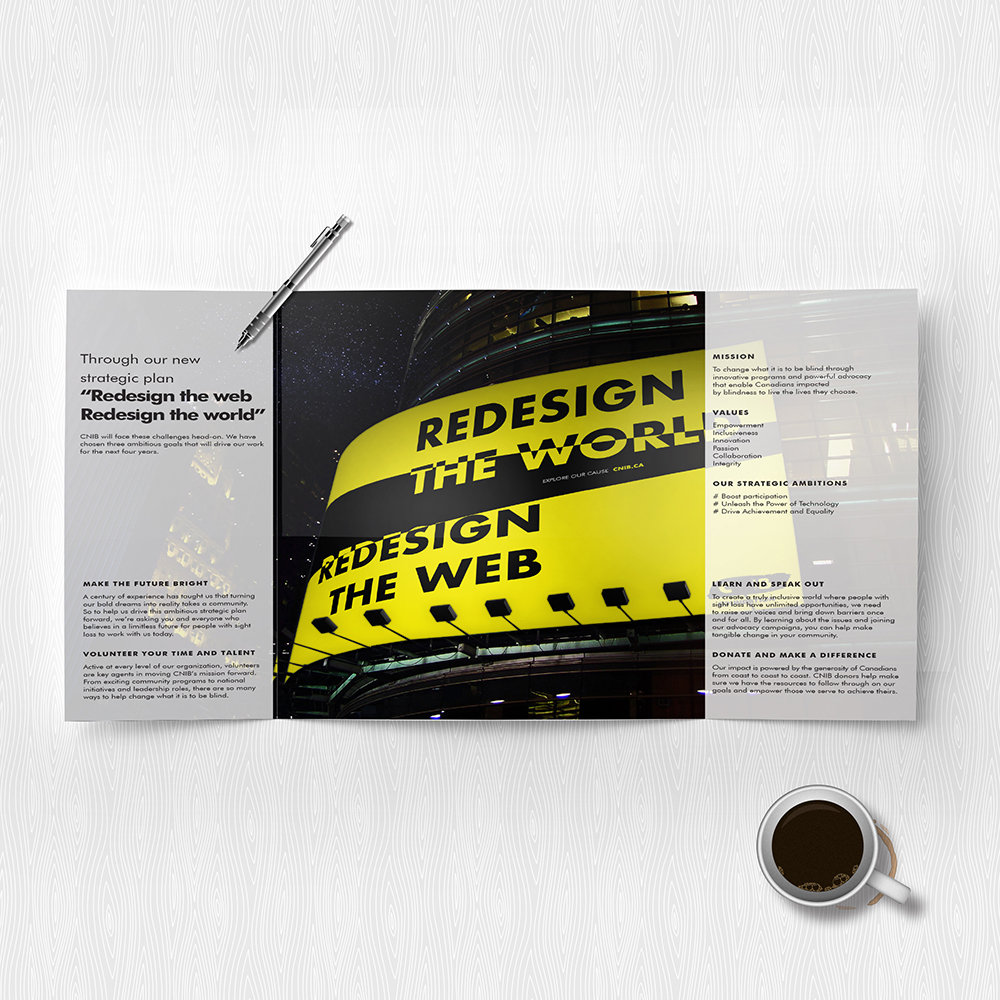 Through our new
strategic plan
“Redesign the web
Redesign the world”
CNIB will face these challenges head-on. We have
chosen three ambitious goals that will drive our work
for the next four years.
MAKE THE FUTURE BRIGHT
A century of experience has taught us that turning
our bold dreams into reality takes a community.
So to help us drive this ambitious strategic plan
forward, we’re asking you and everyone who
believes in a limitless future for people with sight
loss to work with us today.
VOLUNTEER YOUR TIME AND TALENT
Active at every level of our organization, volunteers
are key agents in moving CNIB’s mission forward.
From exciting community programs to national
initiatives and leadership roles, there are so many
ways to help change what it is to be blind.
REDESIGN
THE WORLD
EXPLORE OUR CAUSE CNIB.CA
REDESIGN
THE WEB
MISSION
To change what it is to be blind through
innovative programs and powerful advocacy
that enable Canadians impacted
by blindness to live the lives they choose.
VALUES
Empowerment
Inclusiveness
Innovation
Passion
Collaboration
Integrity
OUR STRATEGIC AMBITIONS
# Boost participation
# Unleash the Power of Technology
# Drive Achievement and Equality
LEARN AND SPEAK OUT
To create a truly inclusive world where people with
sight loss have unlimited opportunities, we need
to raise our voices and bring down barriers once
and for all. By learning about the issues and joining
our advocacy campaigns, you can help make
tangible change in your community.
DONATE AND MAKE A DIFFERENCE
Our impact is powered by the generosity of Canadians
from coast to coast to coast. CNIB donors help make
sure we have the resources to follow through on our
goals and empower those we serve to achieve theirs.